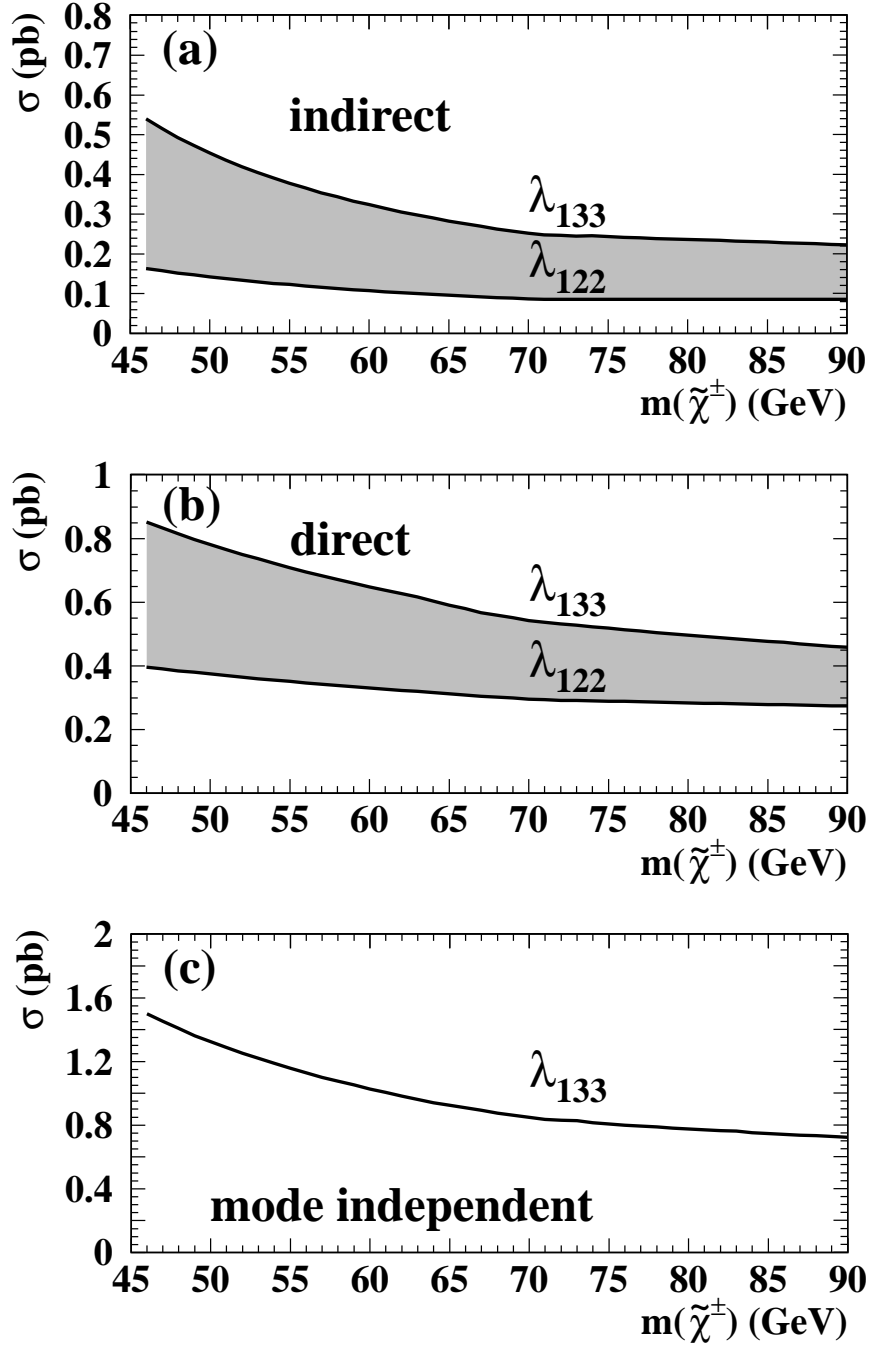 σ (pb)
0.8
0.7
0.6
0.5
0.4
0.3
0.2
0.1
0
(a)
indirect
λ133
λ122
45 50 55 60 65 70 75 80 85 90
m(χ̃±) (GeV)
σ (pb)
1
0.8
0.6
0.4
0.2
0
(b)
direct
λ133
λ122
45 50 55 60 65 70 75 80 85 90
m(χ̃±) (GeV)
σ (pb)
2
1.6
1.2
0.8
0.4
0
(c)
λ133
mode independent
45 50 55 60 65 70 75 80 85 90
m(χ̃±) (GeV)